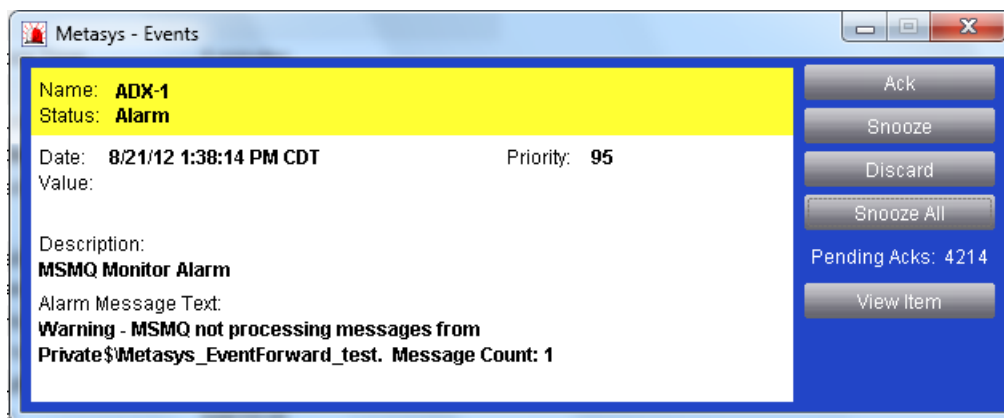 Metasys - Events
Name: ADX-1
Status: Alarm
Date: 8/21/12 1:38:14 PM CDT Priority: 95
Value:
Description:
MSMQ Monitor Alarm
Alarm Message Text:
Warning - MSMQ not processing messages from
Private$\Metasys_EventForward_test. Message Count: 1
Ack
Snooze
Discard
Snooze All
Pending Acks: 4214
View Item